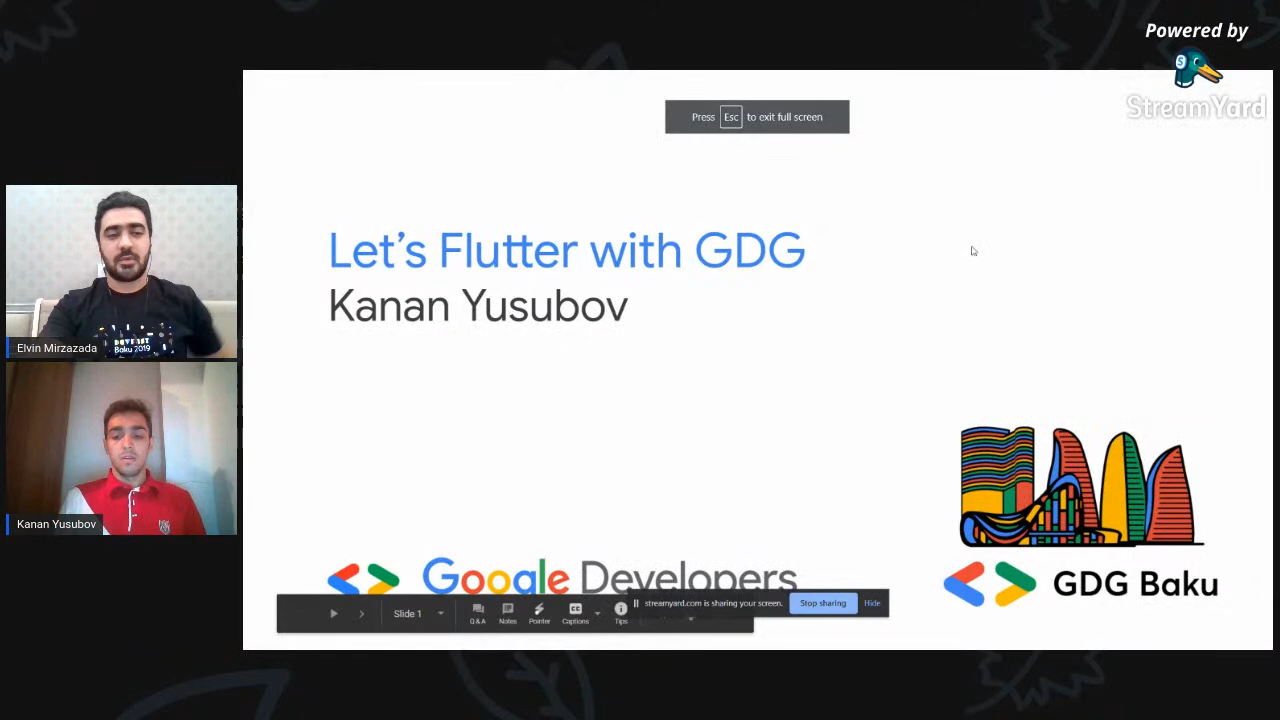 Powered by
StreamYard
Press Esc to exit full screen
Let's Flutter with GDG
Kanan Yusubov
Baku 2019
Elvin Mirzazada
Kanan Yusubov
Google Developers
GDG Baku
Slide 1
Q&A
Notes
Pointer
Captions
Tips
streamyard.com is sharing your screen.
Stop sharing
Hide